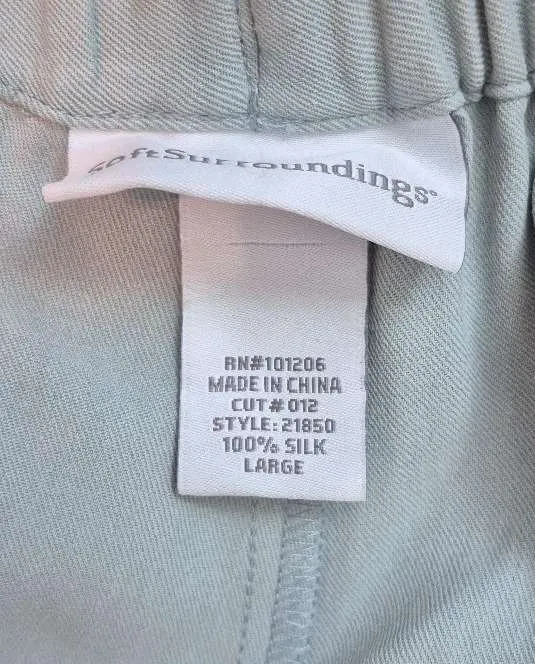 SoftSurroundings®
RN#101206
MADE IN CHINA
CUT# 012
STYLE: 21850
100% SILK
LARGE